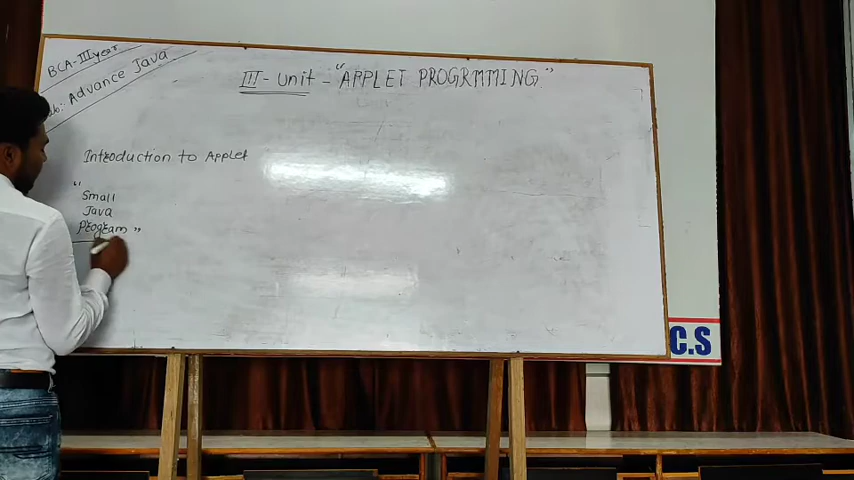 BCA-III year
Sub:- Advance Java
III - Unit - "APPLET PROGRMMING"
Introduction to Applet
"Small
Java
Program"
C.S